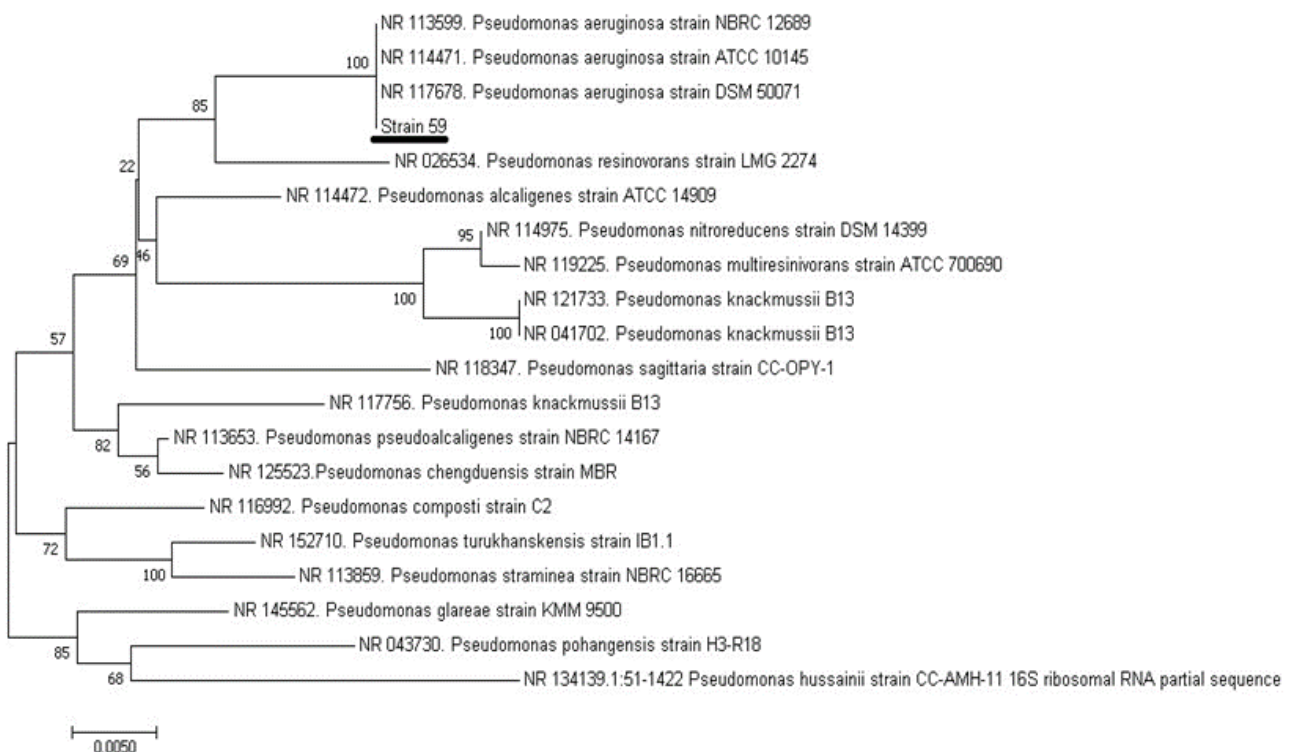 NR 113599. Pseudomonas aeruginosa strain NBRC 12689
NR 114471. Pseudomonas aeruginosa strain ATCC 10145
100
NR 117678. Pseudomonas aeruginosa strain DSM 50071
85
Strain 59
NR 026534. Pseudomonas resinovorans strain LMG 2274
22
NR 114472. Pseudomonas alcaligenes strain ATCC 14909
NR 114975. Pseudomonas nitroreducens strain DSM 14399
95
69
46
NR 119225. Pseudomonas multiresinivorans strain ATCC 700690
100
NR 121733. Pseudomonas knackmussii B13
100
NR 041702. Pseudomonas knackmussii B13
57
NR 118347. Pseudomonas sagittaria strain CC-OPY-1
NR 117756. Pseudomonas knackmussii B13
82
NR 113653. Pseudomonas pseudoalcaligenes strain NBRC 14167
56
NR 125523.Pseudomonas chengduensis strain MBR
NR 116992. Pseudomonas composti strain C2
72
NR 152710. Pseudomonas turukhanskensis strain IB1.1
100
NR 113859. Pseudomonas straminea strain NBRC 16665
NR 145562. Pseudomonas glareae strain KMM 9500
85
NR 043730. Pseudomonas pohangensis strain H3-R18
68
NR 134139.1:51-1422 Pseudomonas hussainii strain CC-AMH-11 16S ribosomal RNA partial sequence
0.0050